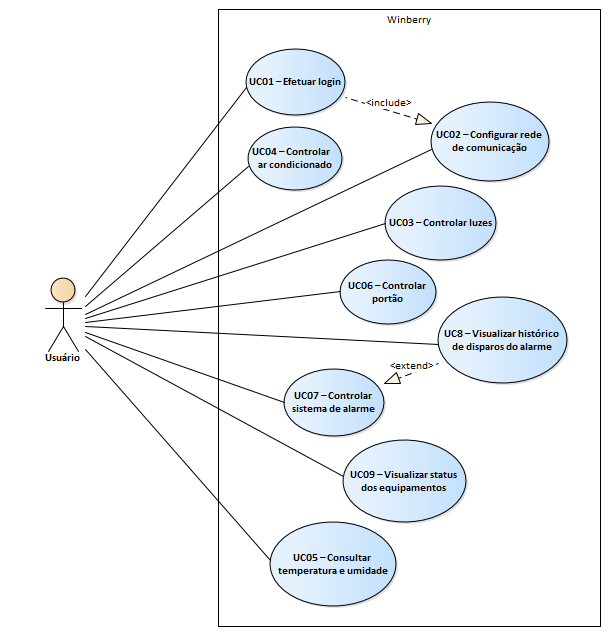 Winberry
UC01 – Efetuar login
<include>
UC02 – Configurar rede
de comunicação
UC04 – Controlar
ar condicionado
UC03 – Controlar luzes
UC06 – Controlar
portão
UC8 – Visualizar histórico
de disparos do alarme
Usuário
<extend>
UC07 – Controlar
sistema de alarme
UC09 – Visualizar status
dos equipamentos
UC05 – Consultar
temperatura e umidade